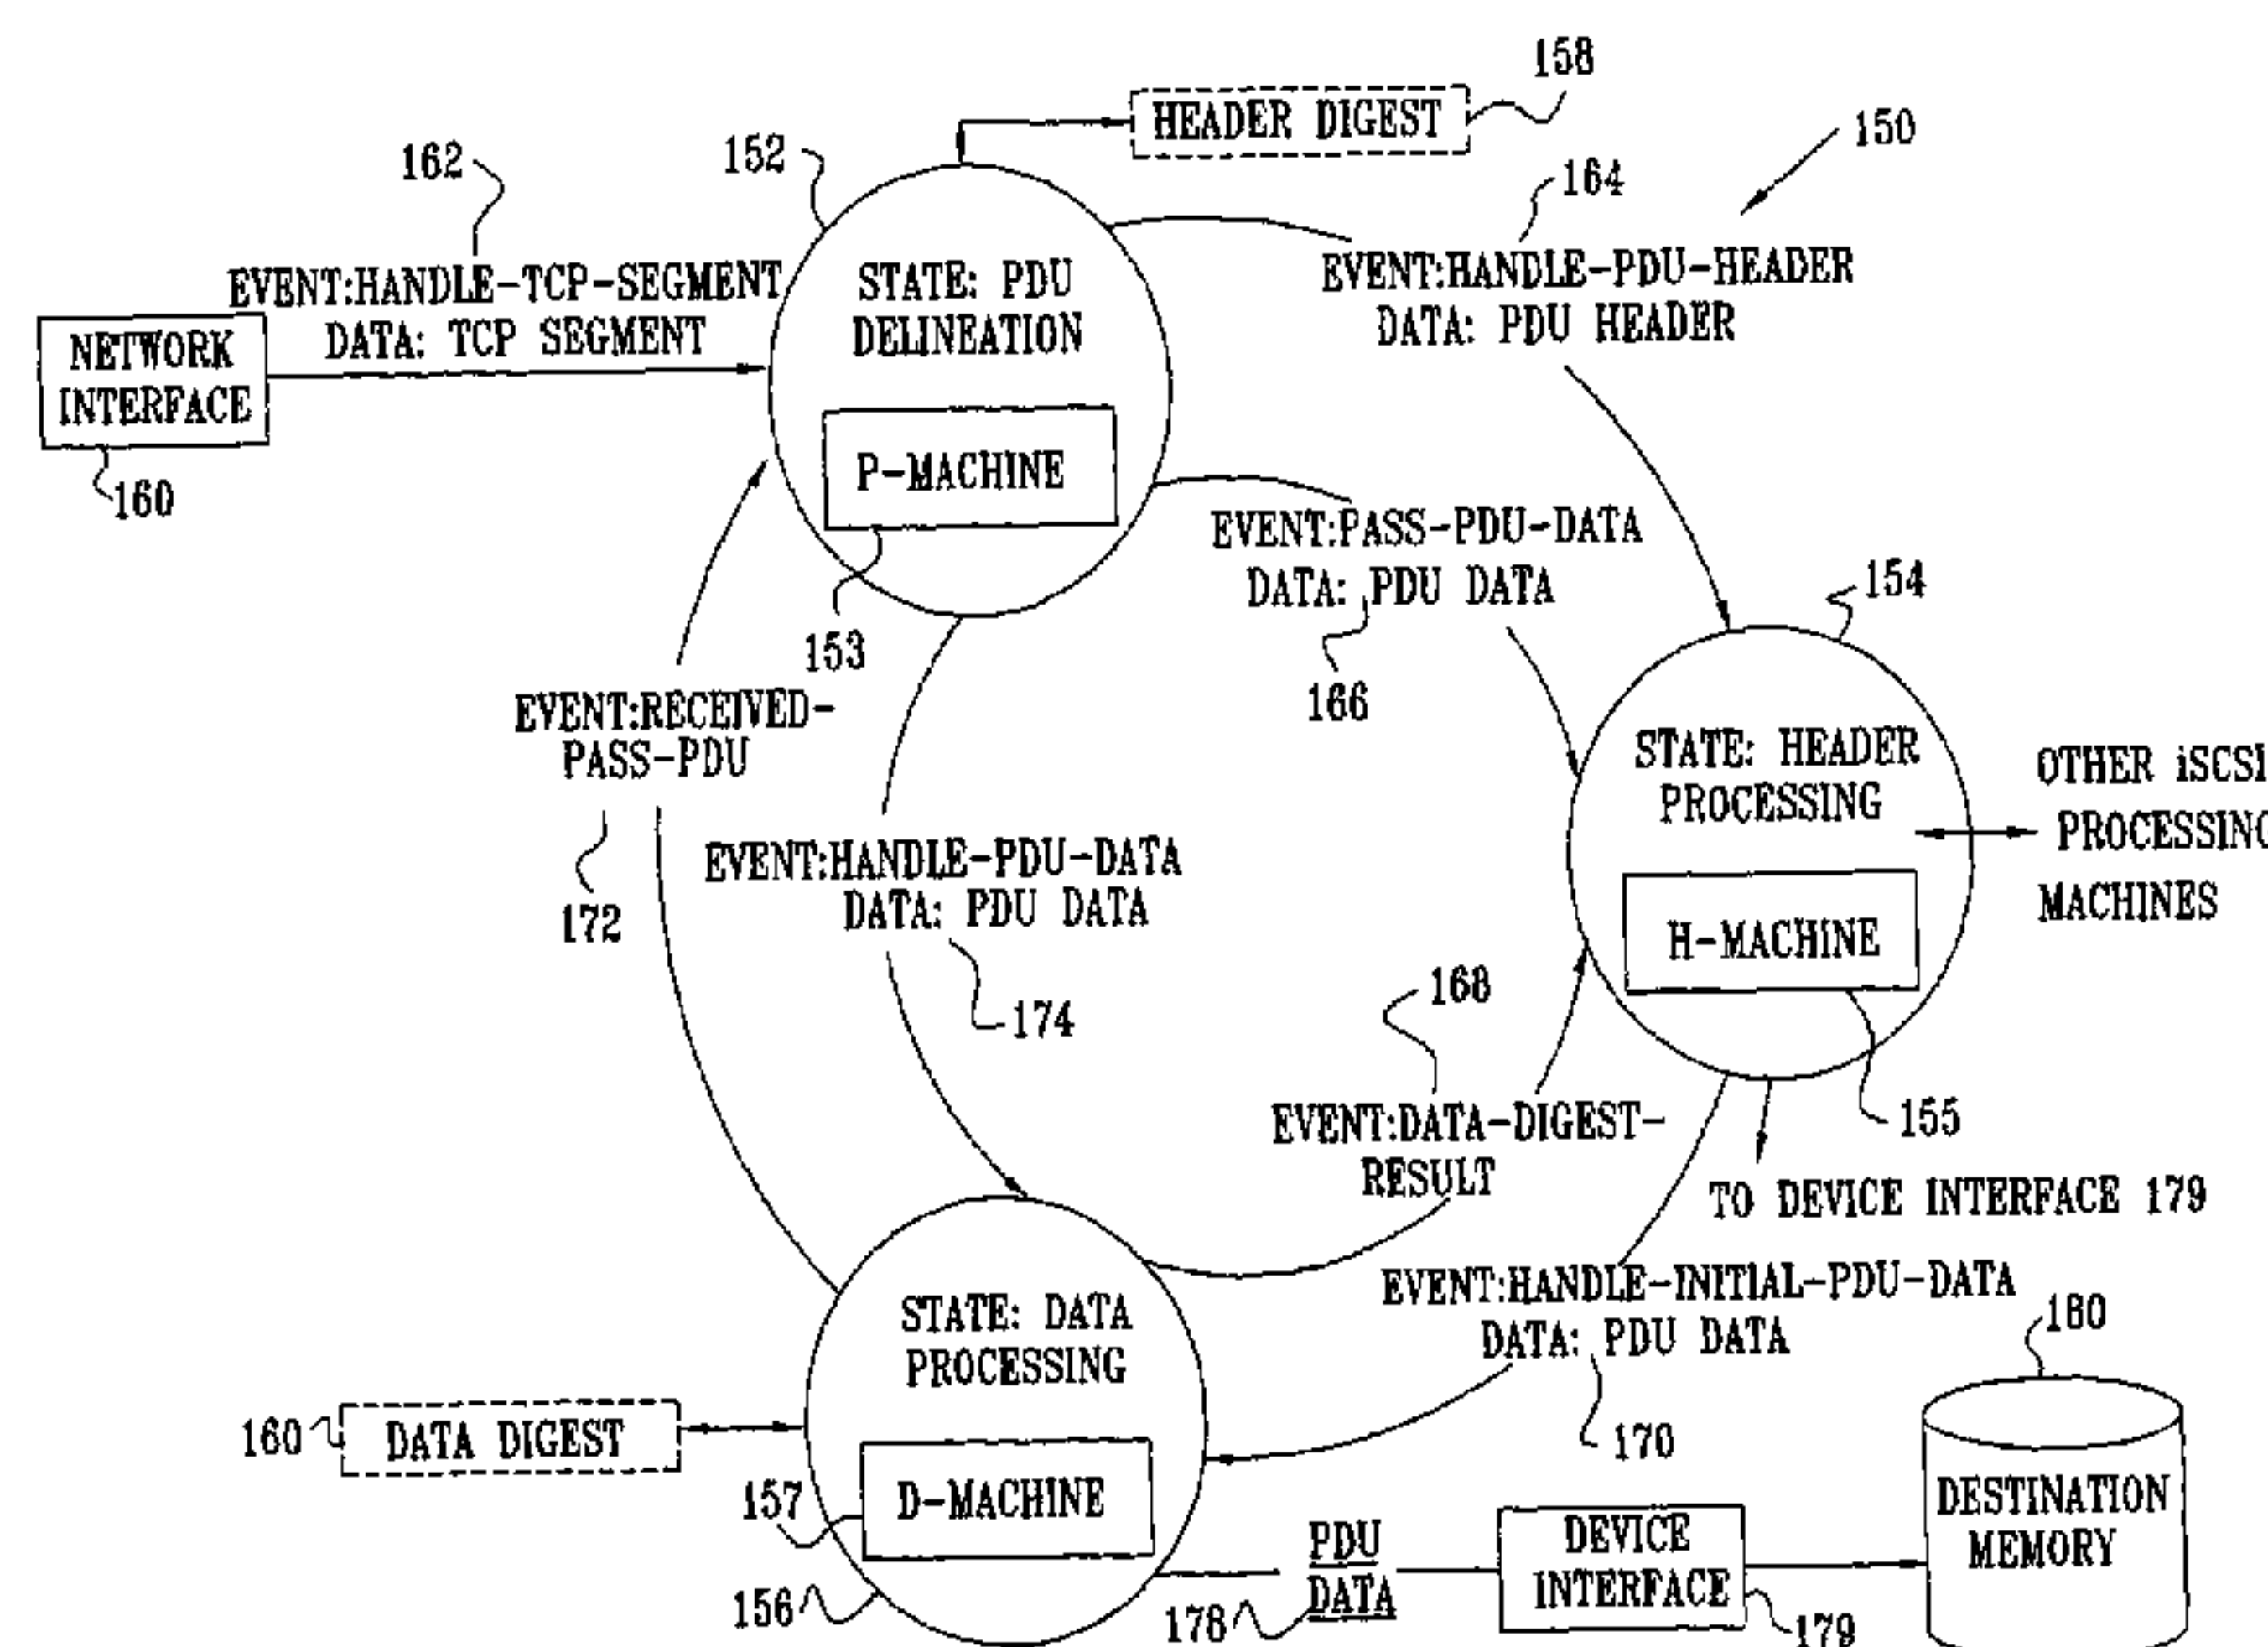 158
HEADER DIGEST
150
152
162
164
EVENT:HANDLE-TCP-SEGMENT
DATA: TCP SEGMENT
STATE: PDU
DELINEATION
EVENT:HANDLE-PDU-HEADER
DATA: PDU HEADER
NETWORK
INTERFACE
160
P-MACHINE
153
EVENT:PASS-PDU-DATA
DATA: PDU DATA
166
154
EVENT:RECEIVED-
PASS-PDU
172
STATE: HEADER
PROCESSING
H-MACHINE
155
OTHER iSCSI
PROCESSING
MACHINES
EVENT:HANDLE-PDU-DATA
DATA: PDU DATA
174
168
EVENT:DATA-DIGEST-
RESULT
TO DEVICE INTERFACE 179
EVENT:HANDLE-INITIAL-PDU-DATA
DATA: PDU DATA
170
180
STATE: DATA
PROCESSING
160
DATA DIGEST
157
D-MACHINE
156
PDU
DATA
178
DEVICE
INTERFACE
179
DESTINATION
MEMORY